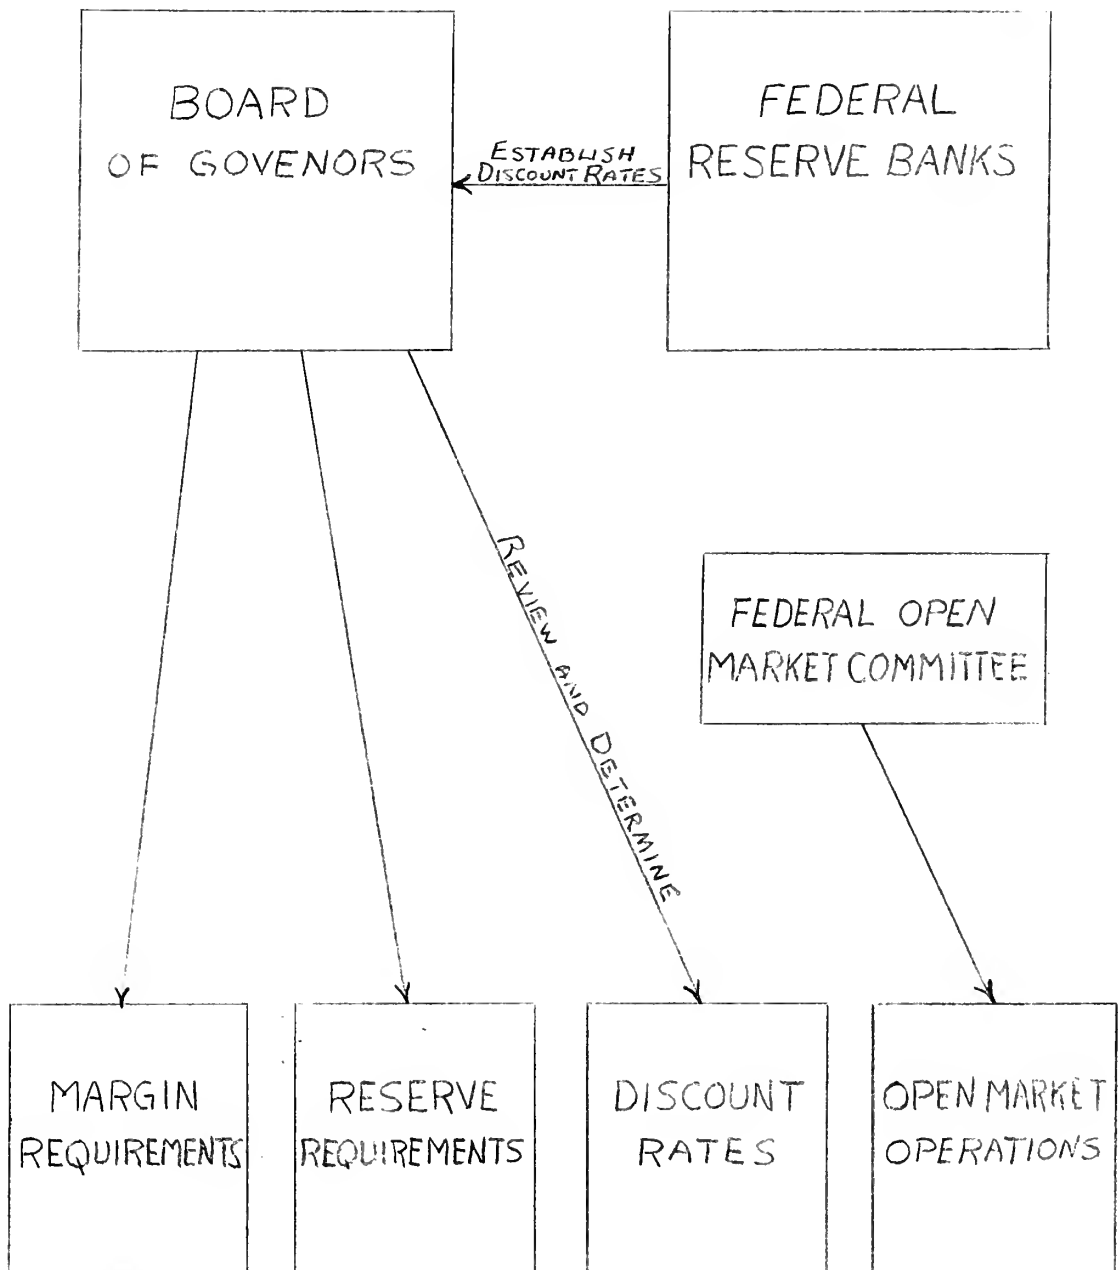 BOARD
OF GOVENORS
FEDERAL
RESERVE BANKS
ESTABLISH
DISCOUNT RATES
REVIEW AND DETERMINE
FEDERAL OPEN
MARKET COMMITTEE
MARGIN
REQUIREMENTS
RESERVE
REQUIREMENTS
DISCOUNT
RATES
OPEN MARKET
OPERATIONS